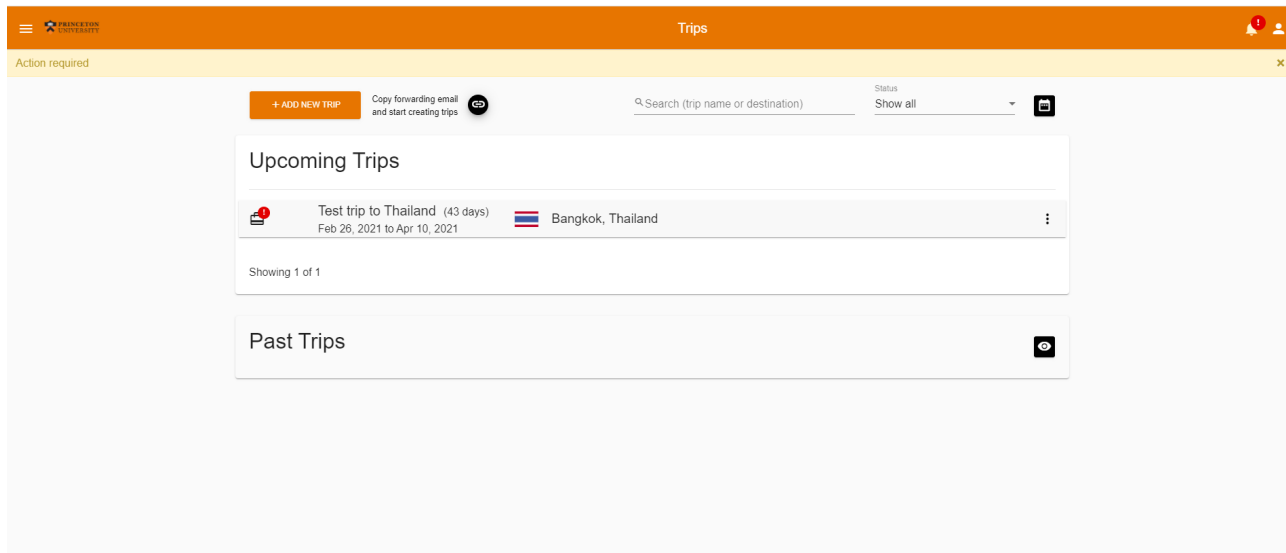 PRINCETON
UNIVERSITY
Trips
!
Action required
×
+ ADD NEW TRIP
Copy forwarding email
and start creating trips
Search (trip name or destination)
Status
Show all
Upcoming Trips
!
Test trip to Thailand (43 days)
Feb 26, 2021 to Apr 10, 2021
Bangkok, Thailand
Showing 1 of 1
Past Trips